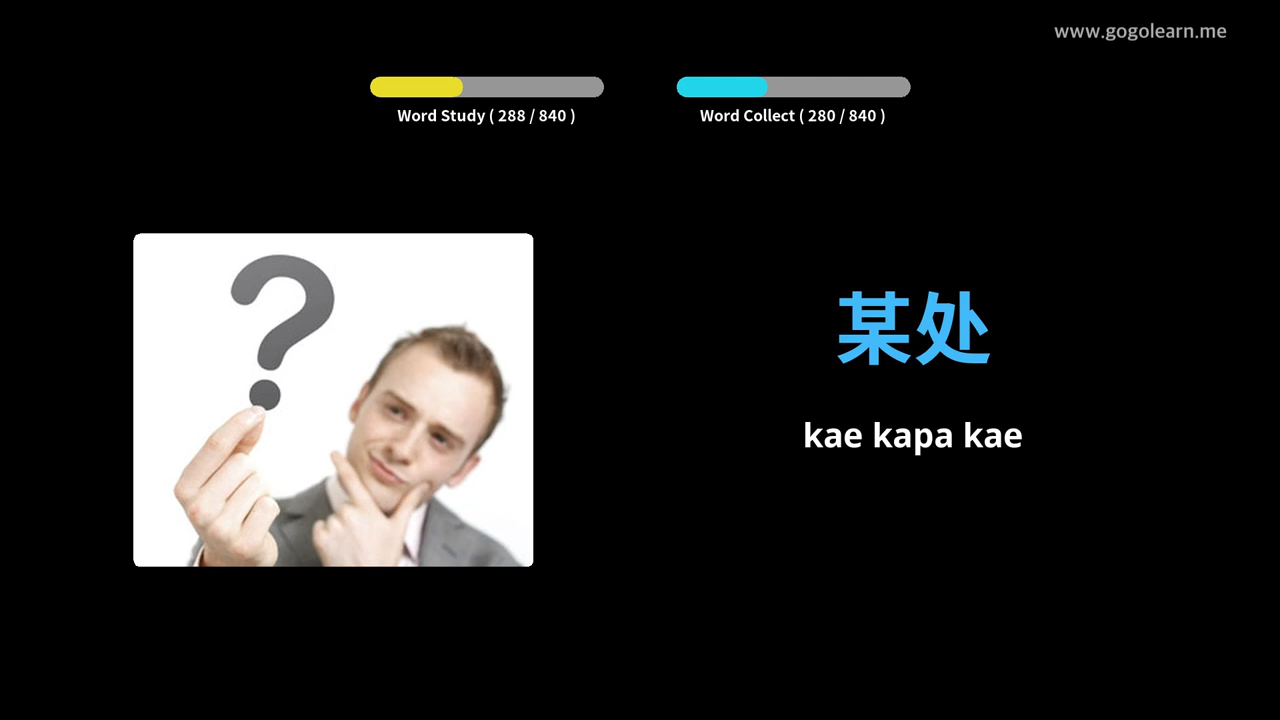 www.gogolearn.me
Word Study ( 288 / 840 )
Word Collect ( 280 / 840 )
某处
kae kapa kae